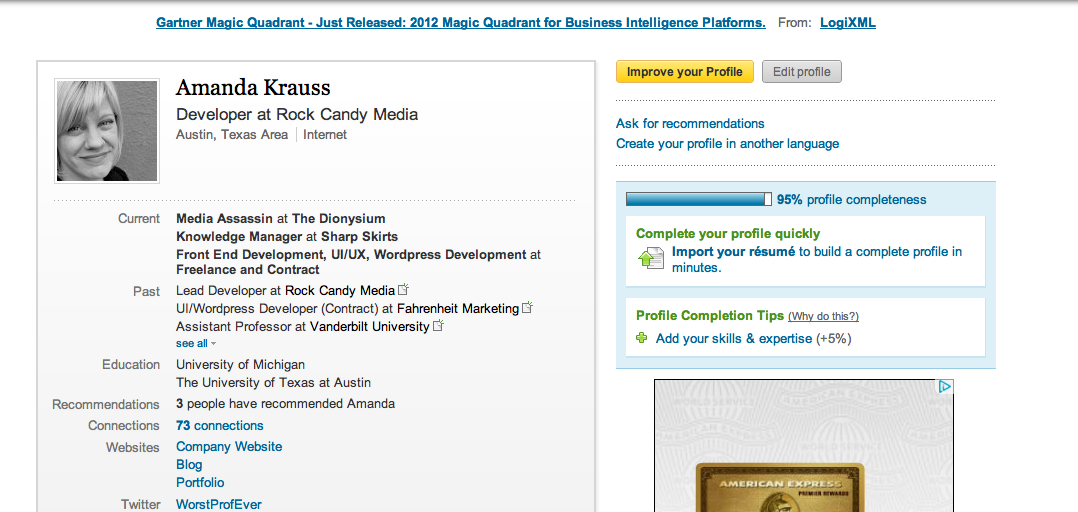 Gartner Magic Quadrant - Just Released: 2012 Magic Quadrant for Business Intelligence Platforms. From: LogiXML
Amanda Krauss
Developer at Rock Candy Media
Austin, Texas Area | Internet
Current Media Assassin at The Dionysium
Knowledge Manager at Sharp Skirts
Front End Development, UI/UX, Wordpress Development at
Freelance and Contract
Past Lead Developer at Rock Candy Media
UI/Wordpress Developer (Contract) at Fahrenheit Marketing
Assistant Professor at Vanderbilt University
see all
Education University of Michigan
The University of Texas at Austin
Recommendations 3 people have recommended Amanda
Connections 73 connections
Websites Company Website
Blog
Portfolio
Twitter WorstProfEver
Improve your Profile Edit profile
Ask for recommendations
Create your profile in another language
95% profile completeness
Complete your profile quickly
Import your résumé to build a complete profile in
minutes.
Profile Completion Tips (Why do this?)
Add your skills & expertise (+5%)
WORLD SERVICE
AMERICAN EXPRESS
PREMIER REWARDS